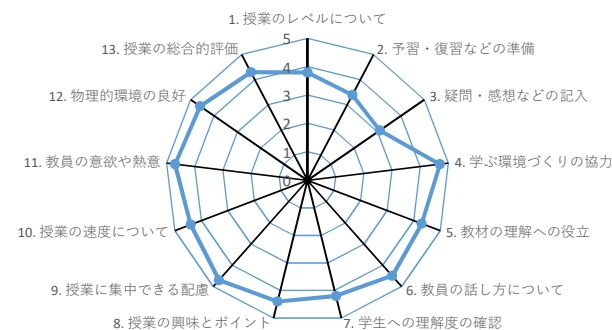 1. 授業のレベルについて
2. 予習・復習などの準備
3. 疑問・感想などの記入
4. 学ぶ環境づくりの協力
5. 教材の理解への役立
6. 教員の話し方について
7. 学生への理解度の確認
8. 授業の興味とポイント
9. 授業に集中できる配慮
10. 授業の速度について
11. 教員の意欲や熱意
12. 物理的環境の良好
13. 授業の総合的評価
5
4
3
2
1
0